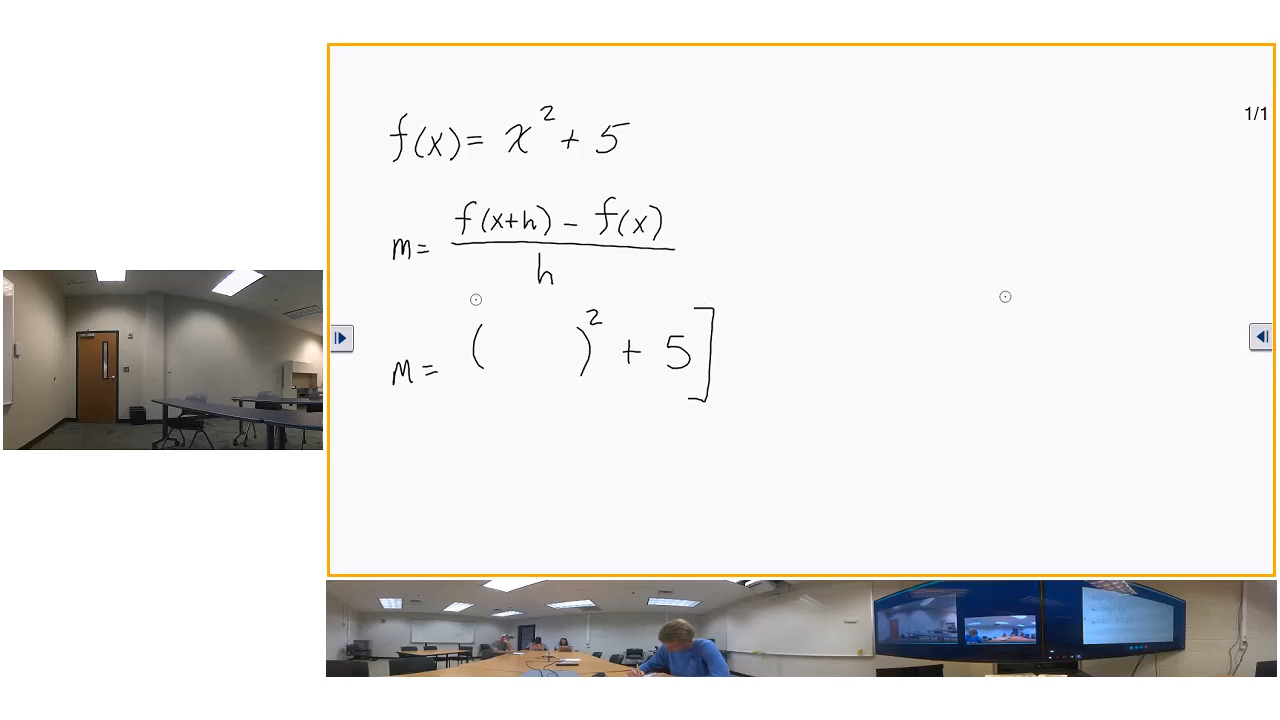 f(x) = x² + 5
1/1
m = f(x+h) - f(x) / h
m = ( )² + 5]